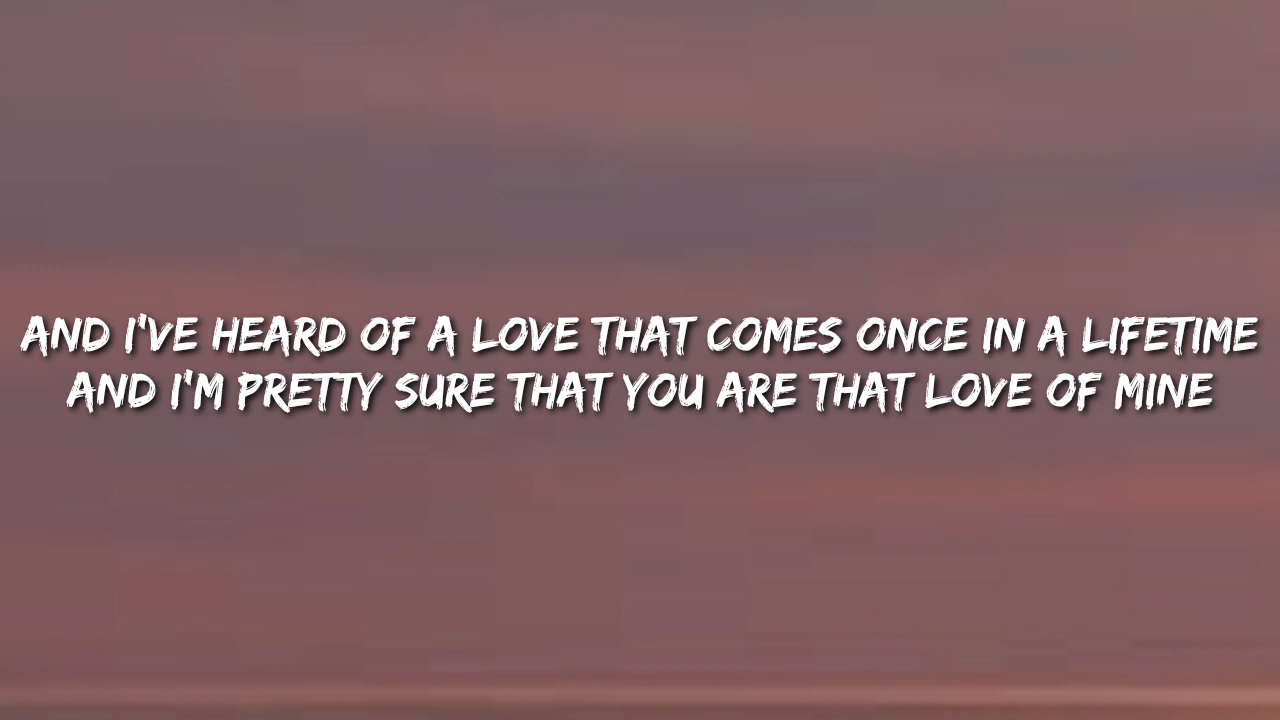 AND I'VE HEARD OF A LOVE THAT COMES ONCE IN A LIFETIME
AND I'M PRETTY SURE THAT YOU ARE THAT LOVE OF MINE